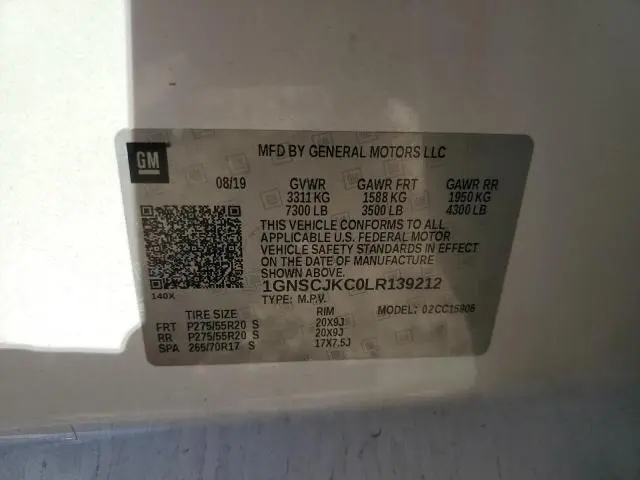 GM
MFD BY GENERAL MOTORS LLC
08/19 GVWR GAWR FRT GAWR RR
3311 KG 1588 KG 1950 KG
7300 LB 3500 LB 4300 LB
THIS VEHICLE CONFORMS TO ALL
APPLICABLE U.S. FEDERAL MOTOR
VEHICLE SAFETY STANDARDS IN EFFECT
ON THE DATE OF MANUFACTURE
SHOWN ABOVE.
140X
1GNSCJKC0LR139212
TYPE: M.P.V. MODEL: 02CC15906
TIRE SIZE RIM
FRT P275/55R20 S 20X9J
RR P275/55R20 S 20X9J
SPA 265/70R17 S 17X7.5J